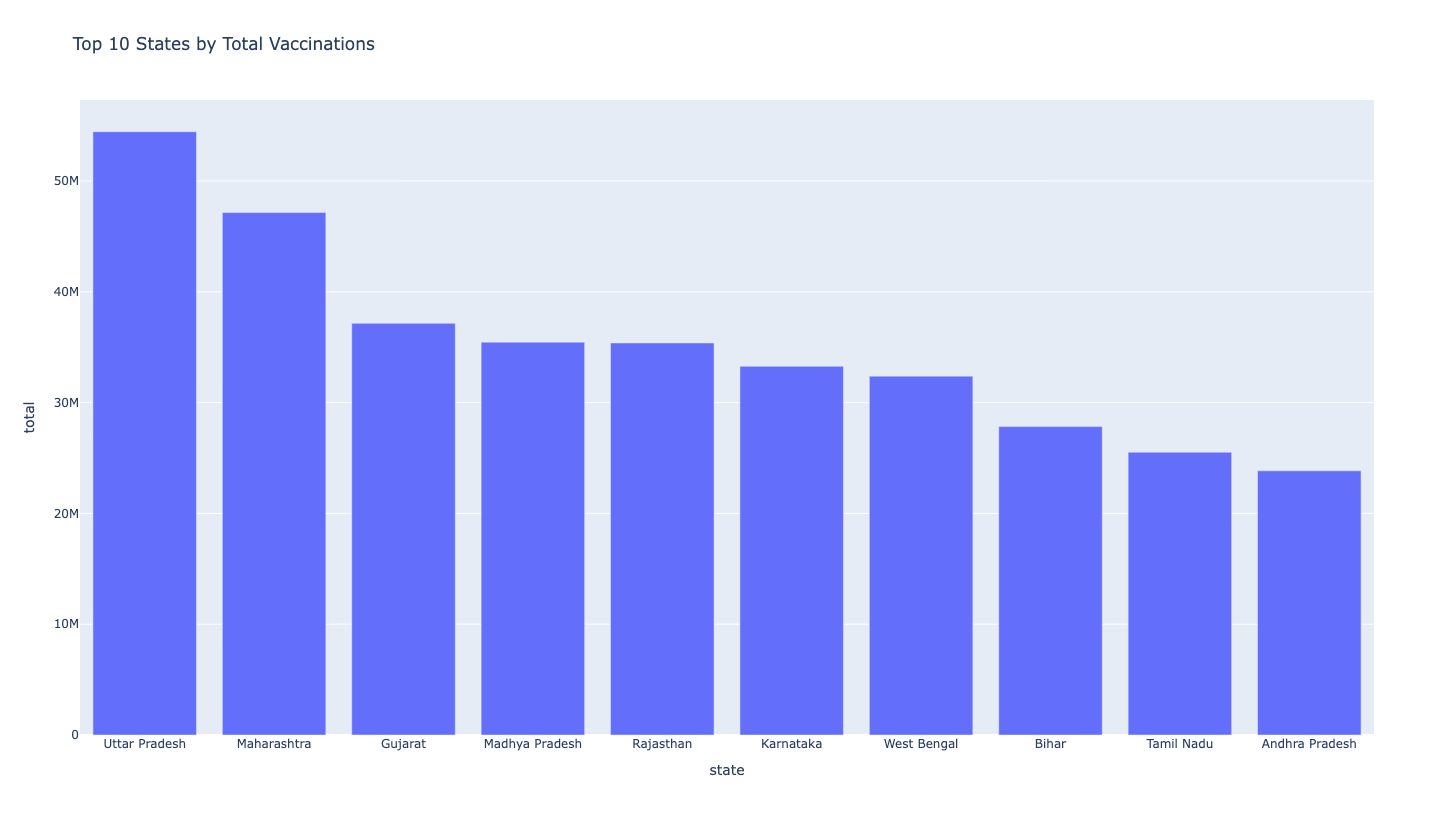 Top 10 States by Total Vaccinations
50M
40M
30M
20M
10M
0
total
Uttar Pradesh Maharashtra Gujarat Madhya Pradesh Rajasthan Karnataka West Bengal Bihar Tamil Nadu Andhra Pradesh
state